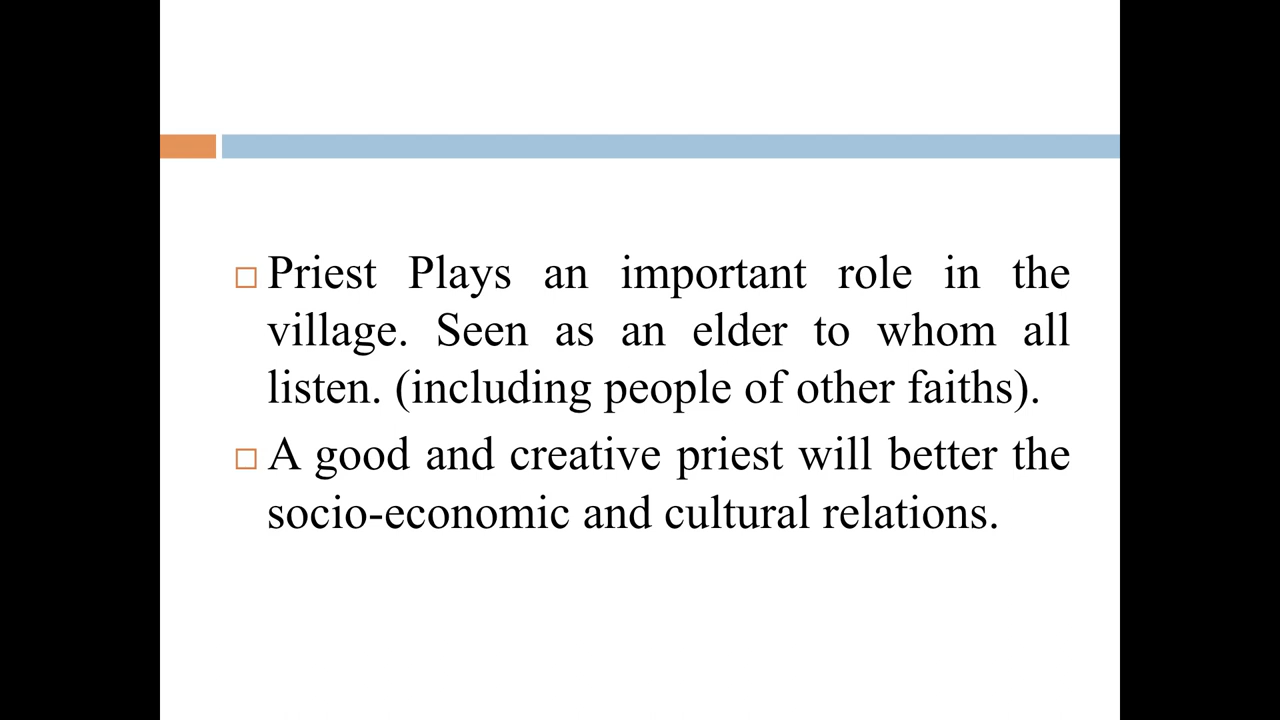 Priest Plays an important role in the
village. Seen as an elder to whom all
listen. (including people of other faiths).
A good and creative priest will better the
socio-economic and cultural relations.